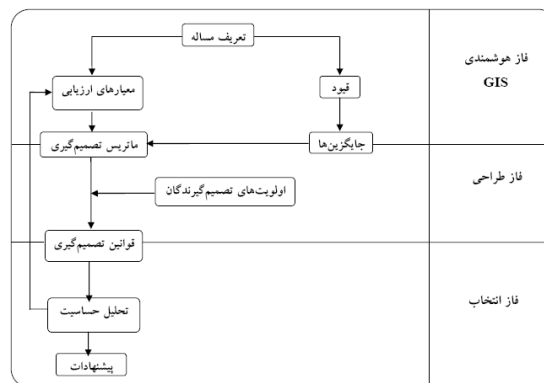 تعریف مساله
فاز هوشمندی
GIS
معیارهای ارزیابی
قیود
ماتریس تصمیم‌گیری
جایگزین‌ها
فاز طراحی
اولویت‌های تصمیم‌گیرندگان
قوانین تصمیم‌گیری
فاز انتخاب
تحلیل حساسیت
پیشنهادات